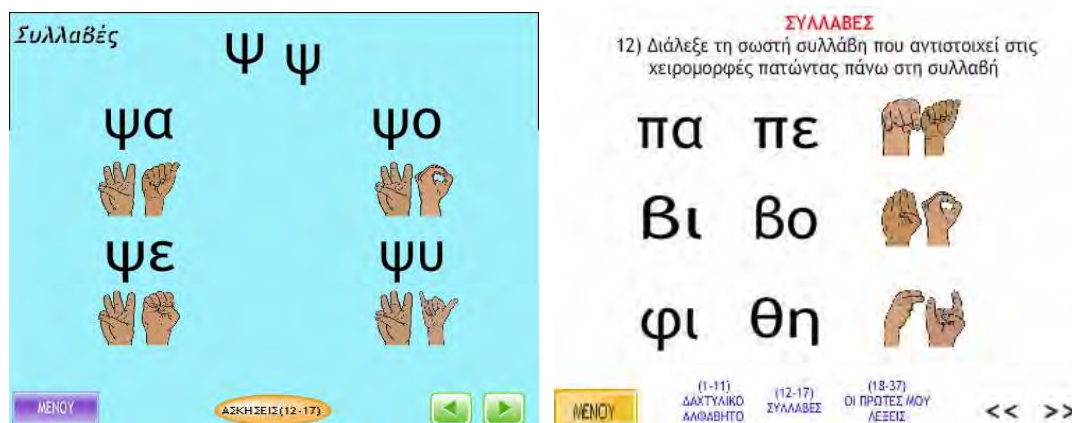 Συλλαβές
Ψ ψ
ψα ψο
ψε ψυ
ΜΕΝΟΥ ΑΣΚΗΣΕΙΣ(12-17)
ΣΥΛΛΑΒΕΣ
12) Διάλεξε τη σωστή συλλάβη που αντιστοιχεί στις
χειρομορφές πατώντας πάνω στη συλλαβή
πα πε
βι βο
φι θη
ΜΕΝΟΥ
(1-11)
ΔΑΧΤΥΛΙΚΟ
ΑΛΦΑΒΗΤΟ
(12-17)
ΣΥΛΛΑΒΕΣ
(18-37)
ΟΙ ΠΡΩΤΕΣ ΜΟΥ
ΛΕΞΕΙΣ
<< >>